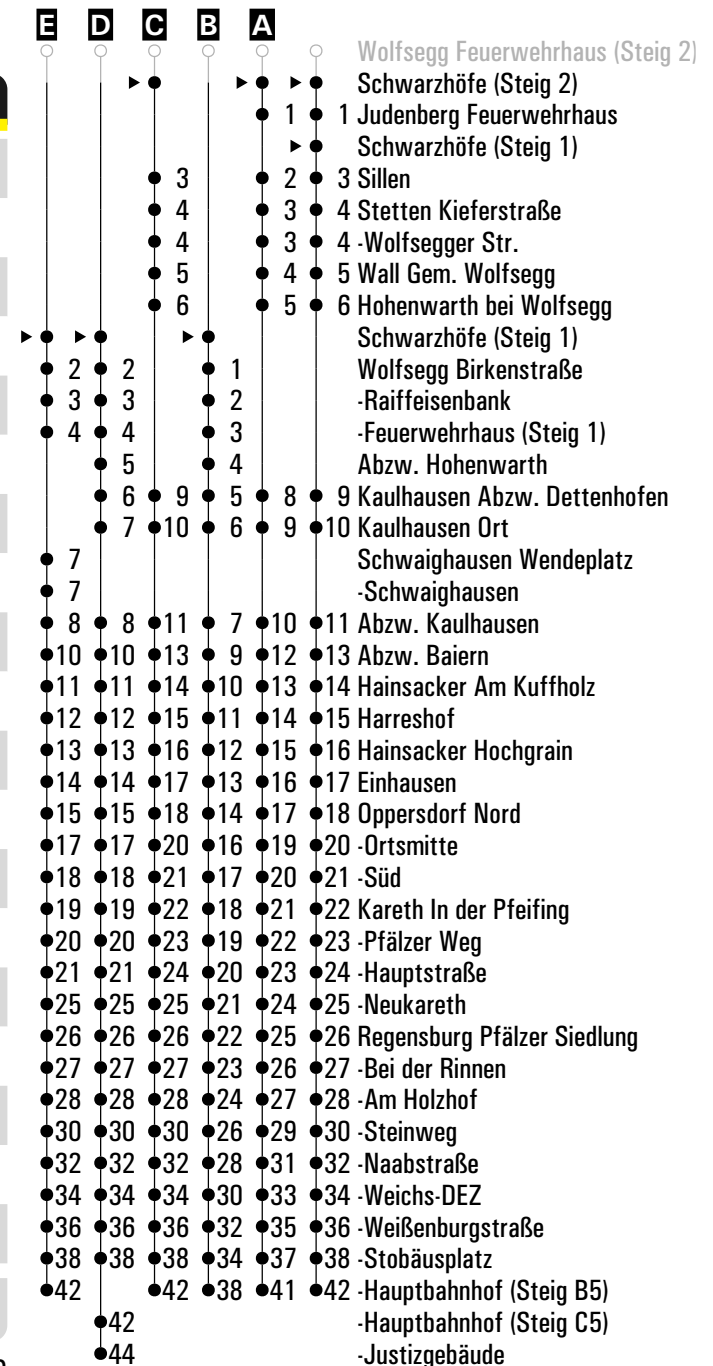 E D C B A
Wolfsegg Feuerwehrhaus (Steig 2)
Schwarzhöfe (Steig 2)
1 1 Judenberg Feuerwehrhaus
Schwarzhöfe (Steig 1)
3 2 3 Sillen
4 3 4 Stetten Kieferstraße
4 3 4 -Wolfsegger Str.
5 4 5 Wall Gem. Wolfsegg
6 5 6 Hohenwarth bei Wolfsegg
Schwarzhöfe (Steig 1)
2 2 1 Wolfsegg Birkenstraße
3 3 2 -Raiffeisenbank
4 4 3 -Feuerwehrhaus (Steig 1)
5 4 Abzw. Hohenwarth
6 9 5 8 9 Kaulhausen Abzw. Dettenhofen
7 10 6 9 10 Kaulhausen Ort
7 Schwaighausen Wendeplatz
7 -Schwaighausen
8 8 11 7 10 11 Abzw. Kaulhausen
10 10 13 9 12 13 Abzw. Baiern
11 11 14 10 13 14 Hainsacker Am Kuffholz
12 12 15 11 14 15 Harreshof
13 13 16 12 15 16 Hainsacker Hochgrain
14 14 17 13 16 17 Einhausen
15 15 18 14 17 18 Oppersdorf Nord
17 17 20 16 19 20 -Ortsmitte
18 18 21 17 20 21 -Süd
19 19 22 18 21 22 Kareth In der Pfeifing
20 20 23 19 22 23 -Pfälzer Weg
21 21 24 20 23 24 -Hauptstraße
25 25 25 21 24 25 -Neukareth
26 26 26 22 25 26 Regensburg Pfälzer Siedlung
27 27 27 23 26 27 -Bei der Rinnen
28 28 28 24 27 28 -Am Holzhof
30 30 30 26 29 30 -Steinweg
32 32 32 28 31 32 -Naabstraße
34 34 34 30 33 34 -Weichs-DEZ
36 36 36 32 35 36 -Weißenburgstraße
38 38 38 34 37 38 -Stobäusplatz
42 42 38 41 42 -Hauptbahnhof (Steig B5)
42 -Hauptbahnhof (Steig C5)
44 -Justizgebäude